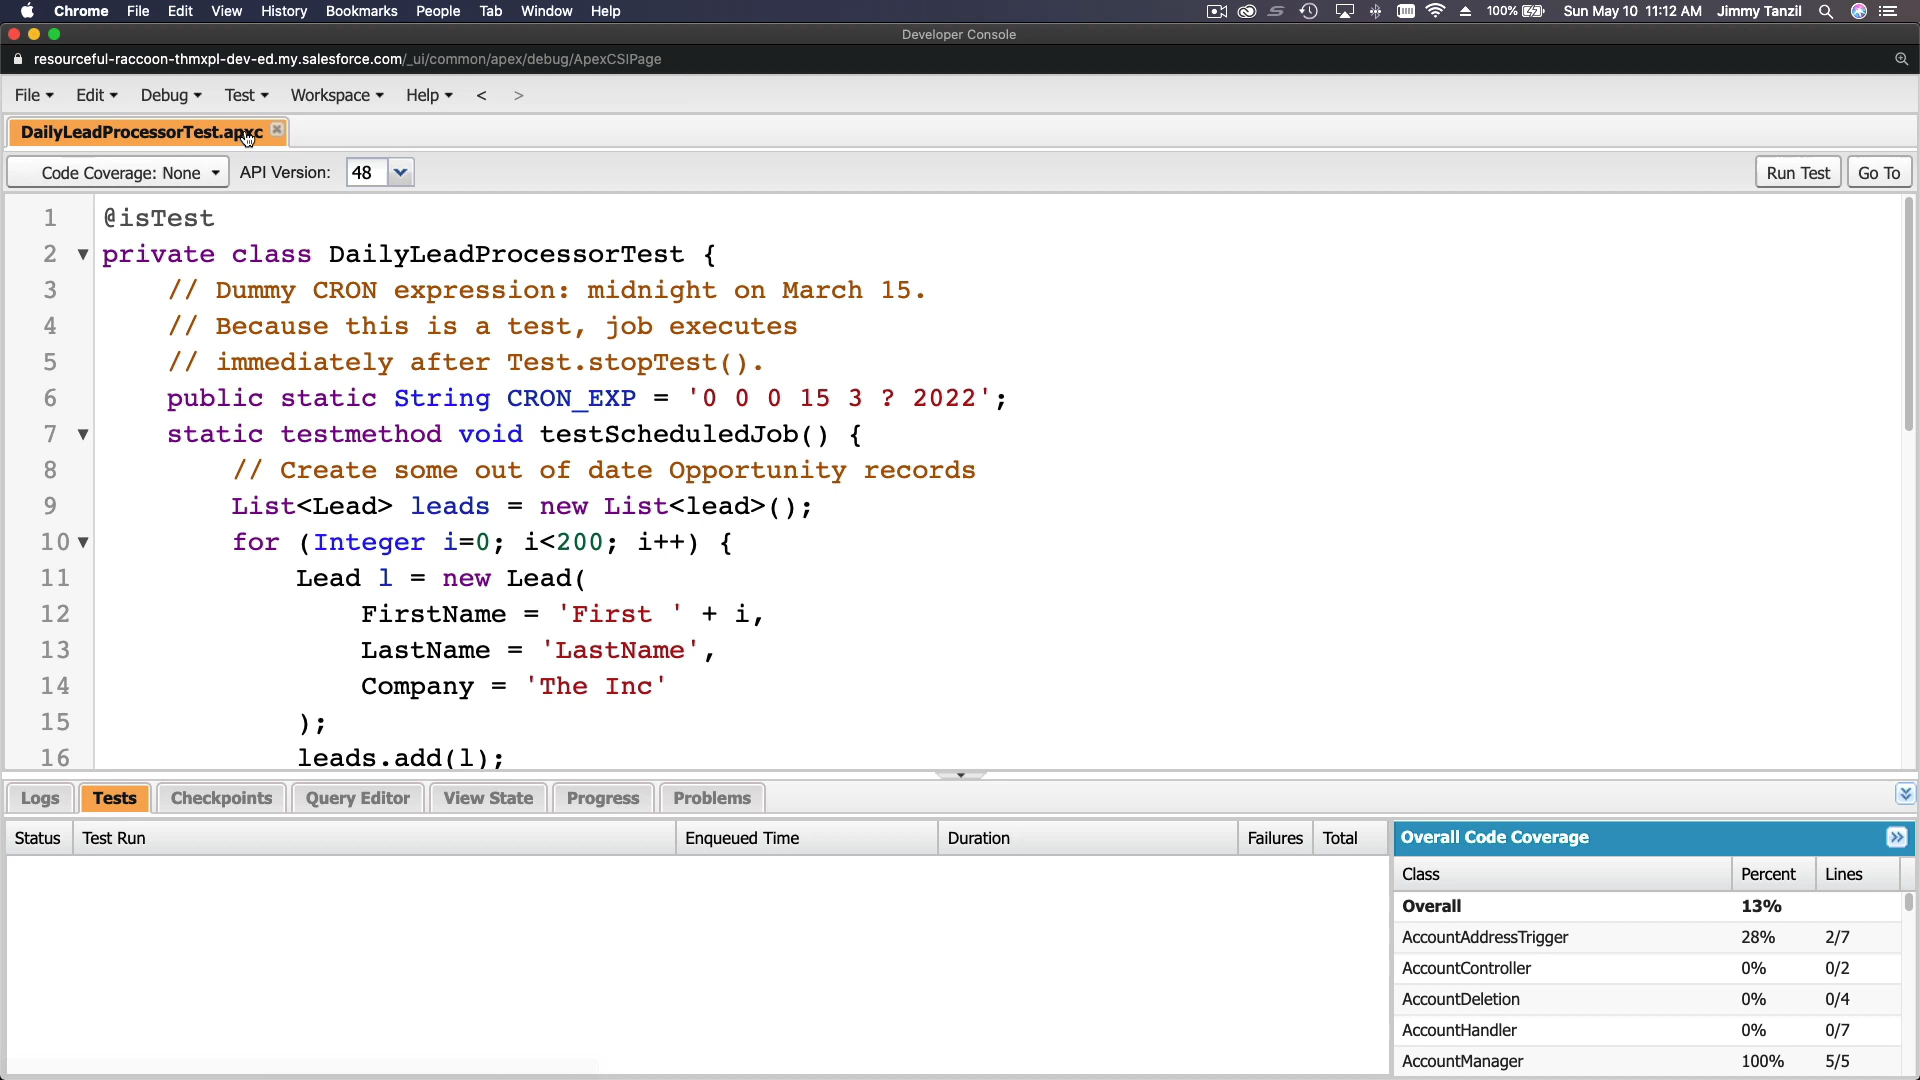 Chrome File Edit View History Bookmarks People Tab Window Help 100% Sun May 10 11:12 AM Jimmy Tanzil
Developer Console
resourceful-raccoon-thmxpl-dev-ed.my.salesforce.com/_ui/common/apex/debug/ApexCSIPage
File Edit Debug Test Workspace Help < >
DailyLeadProcessorTest.apxc
Code Coverage: None API Version: 48 Run Test Go To
1 @isTest
2 private class DailyLeadProcessorTest {
3 // Dummy CRON expression: midnight on March 15.
4 // Because this is a test, job executes
5 // immediately after Test.stopTest().
6 public static String CRON_EXP = '0 0 0 15 3 ? 2022';
7 static testmethod void testScheduledJob() {
8 // Create some out of date Opportunity records
9 List<Lead> leads = new List<lead>();
10 for (Integer i=0; i<200; i++) {
11 Lead l = new Lead(
12 FirstName = 'First ' + i,
13 LastName = 'LastName',
14 Company = 'The Inc'
15 );
16 leads.add(l);
Logs Tests Checkpoints Query Editor View State Progress Problems
Status Test Run Enqueued Time Duration Failures Total
Overall Code Coverage
Class Percent Lines
Overall 13%
AccountAddressTrigger 28% 2/7
AccountController 0% 0/2
AccountDeletion 0% 0/4
AccountHandler 0% 0/7
AccountManager 100% 5/5